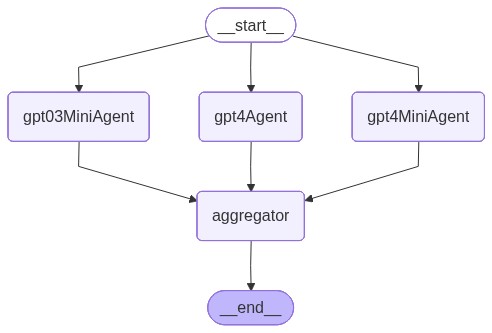 __start__
gpt03MiniAgent
gpt4Agent
gpt4MiniAgent
aggregator
__end__